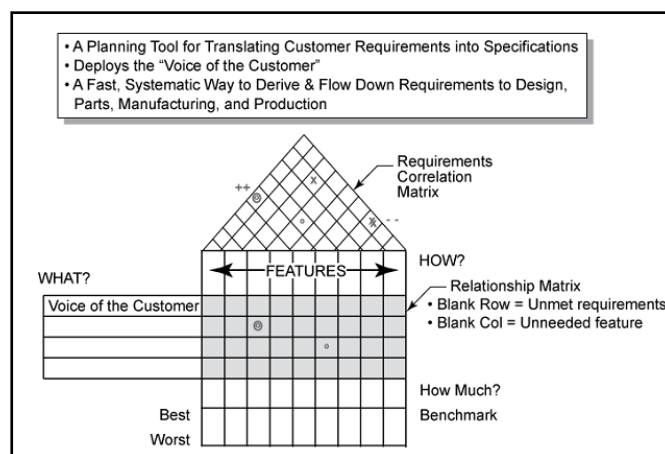 • A Planning Tool for Translating Customer Requirements into Specifications
• Deploys the “Voice of the Customer”
• A Fast, Systematic Way to Derive & Flow Down Requirements to Design,
Parts, Manufacturing, and Production
Requirements
Correlation
Matrix
++
x
x
x
- -
HOW?
FEATURES
WHAT?
Relationship Matrix
• Blank Row = Unmet requirements
• Blank Col = Unneeded feature
Voice of the Customer
How Much?
Benchmark
Best
Worst